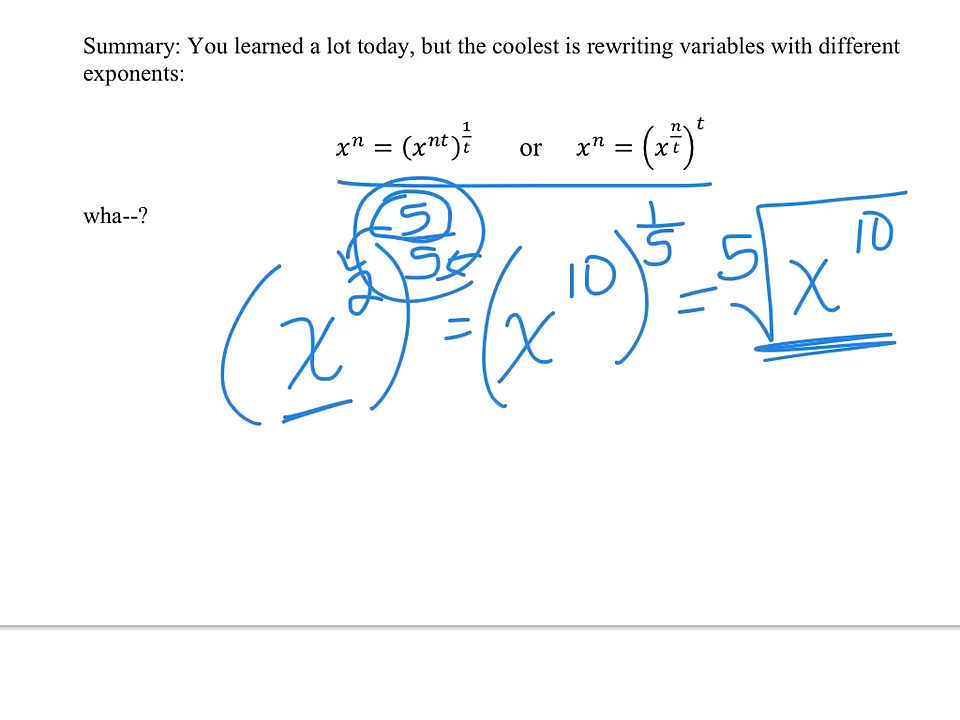 Summary: You learned a lot today, but the coolest is rewriting variables with different
exponents:
xⁿ = (xⁿᵗ)^(1/t) or xⁿ = (x^(n/t))^t
wha--?
(x²)^(5/5) = (x¹⁰)^(1/5) = ⁵√x¹⁰